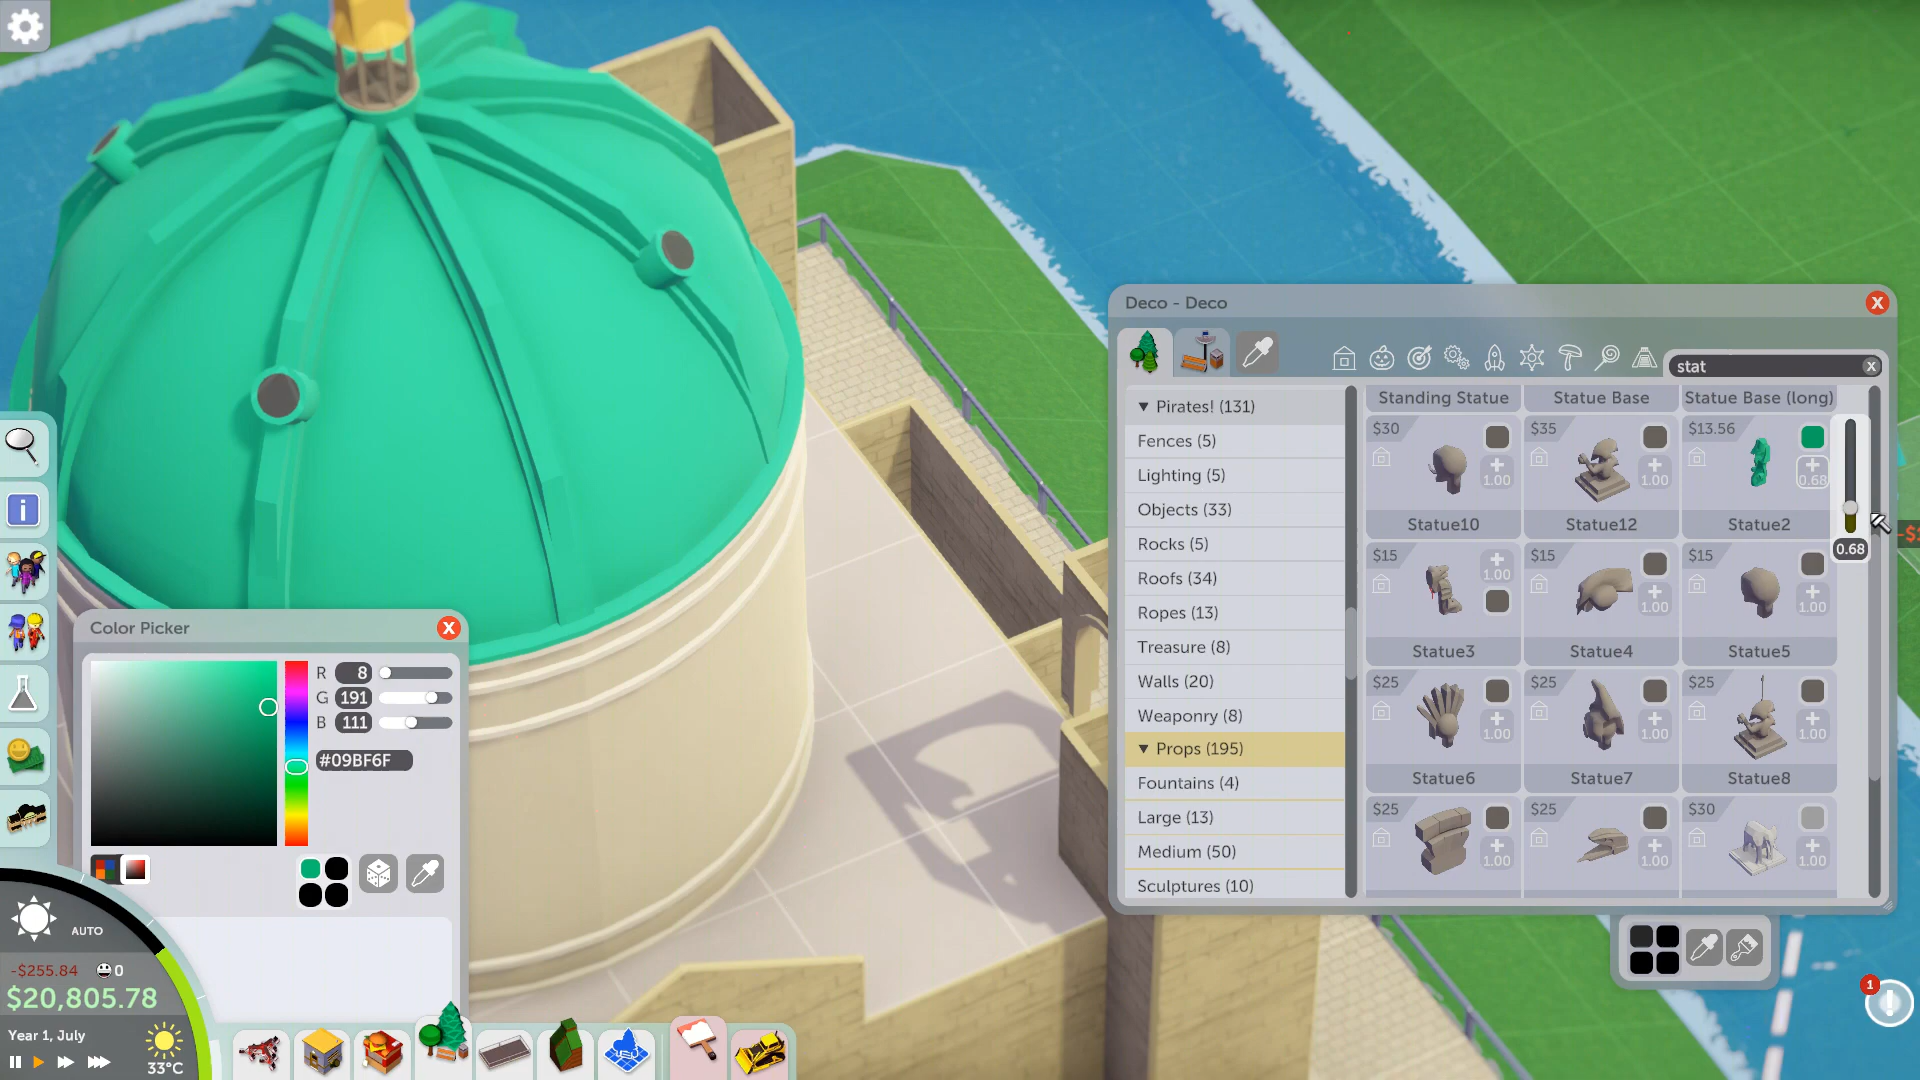 Deco - Deco
X
stat
x
▼ Pirates! (131)
Fences (5)
Lighting (5)
Objects (33)
Rocks (5)
Roofs (34)
Ropes (13)
Treasure (8)
Walls (20)
Weaponry (8)
▼ Props (195)
Fountains (4)
Large (13)
Medium (50)
Sculptures (10)
Standing Statue
Statue Base
Statue Base (long)
$30
1.00
$35
1.00
$13.56
0.68
Statue10
Statue12
Statue2
0.68
$15
1.00
$15
1.00
$15
1.00
Statue3
Statue4
Statue5
$25
1.00
$25
1.00
$25
1.00
Statue6
Statue7
Statue8
$25
1.00
$25
1.00
$30
1.00
Color Picker
X
R 8
G 191
B 111
#09BF6F
AUTO
-$255.84
0
$20,805.78
Year 1, July
33°C
1